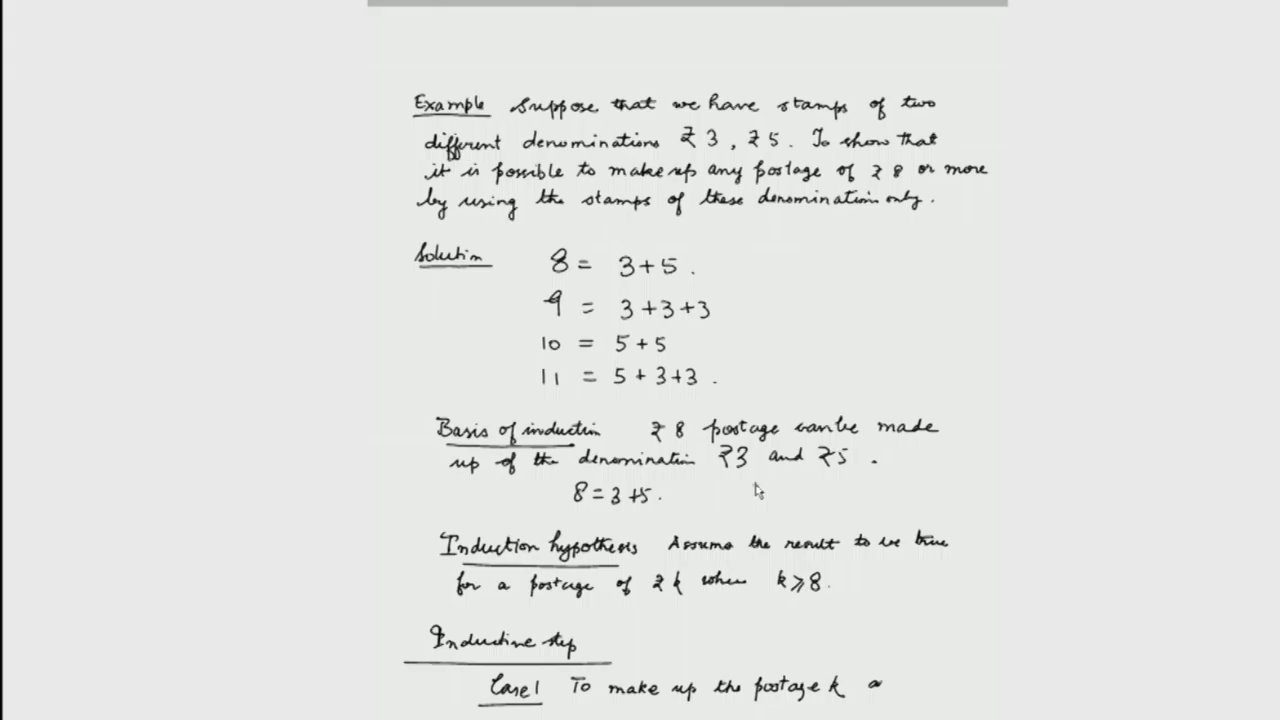 Example Suppose that we have stamps of two
different denominations ₹ 3 , ₹ 5 . To show that
it is possible to make up any postage of ₹ 8 or more
by using the stamps of these denomination only.
Solution 8 = 3+5 .
9 = 3+3+3
10 = 5+5
11 = 5+3+3 .
Basis of induction ₹ 8 postage can be made
up of the denomination ₹3 and ₹5 .
8 = 3+5.
Induction hypothesis Assume the result to be true
for a postage of ₹ k where k ⩾ 8.
Inductive step
Case 1 To make up the postage k a